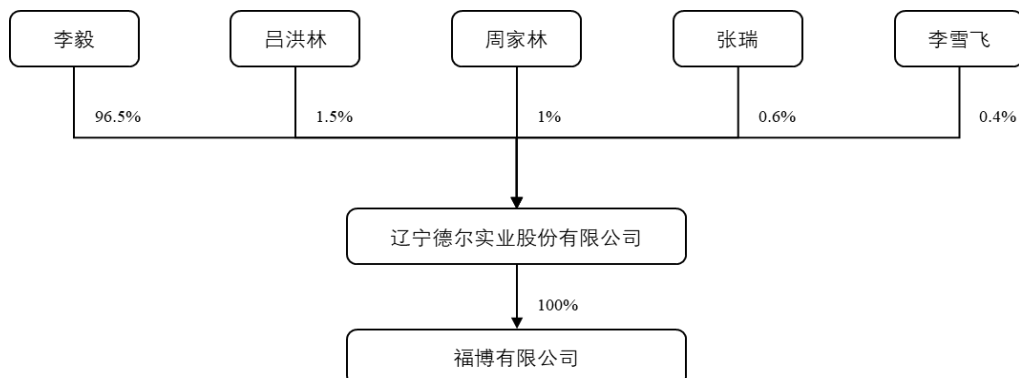 李毅
吕洪林
周家林
张瑞
李雪飞
96.5%
1.5%
1%
0.6%
0.4%
辽宁德尔实业股份有限公司
100%
福博有限公司